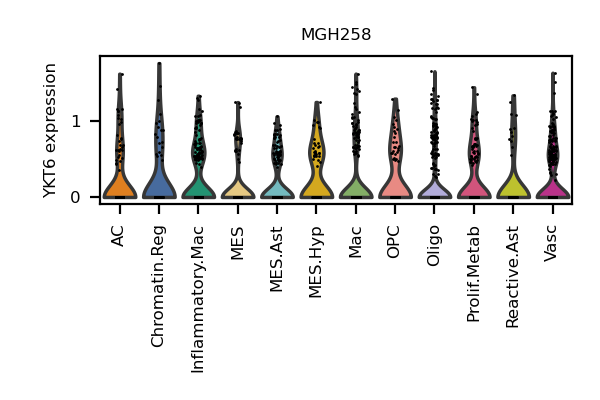 MGH258
YKT6 expression
1
0
AC
Chromatin.Reg
Inflammatory.Mac
MES
MES.Ast
MES.Hyp
Mac
OPC
Oligo
Prolif.Metab
Reactive.Ast
Vasc